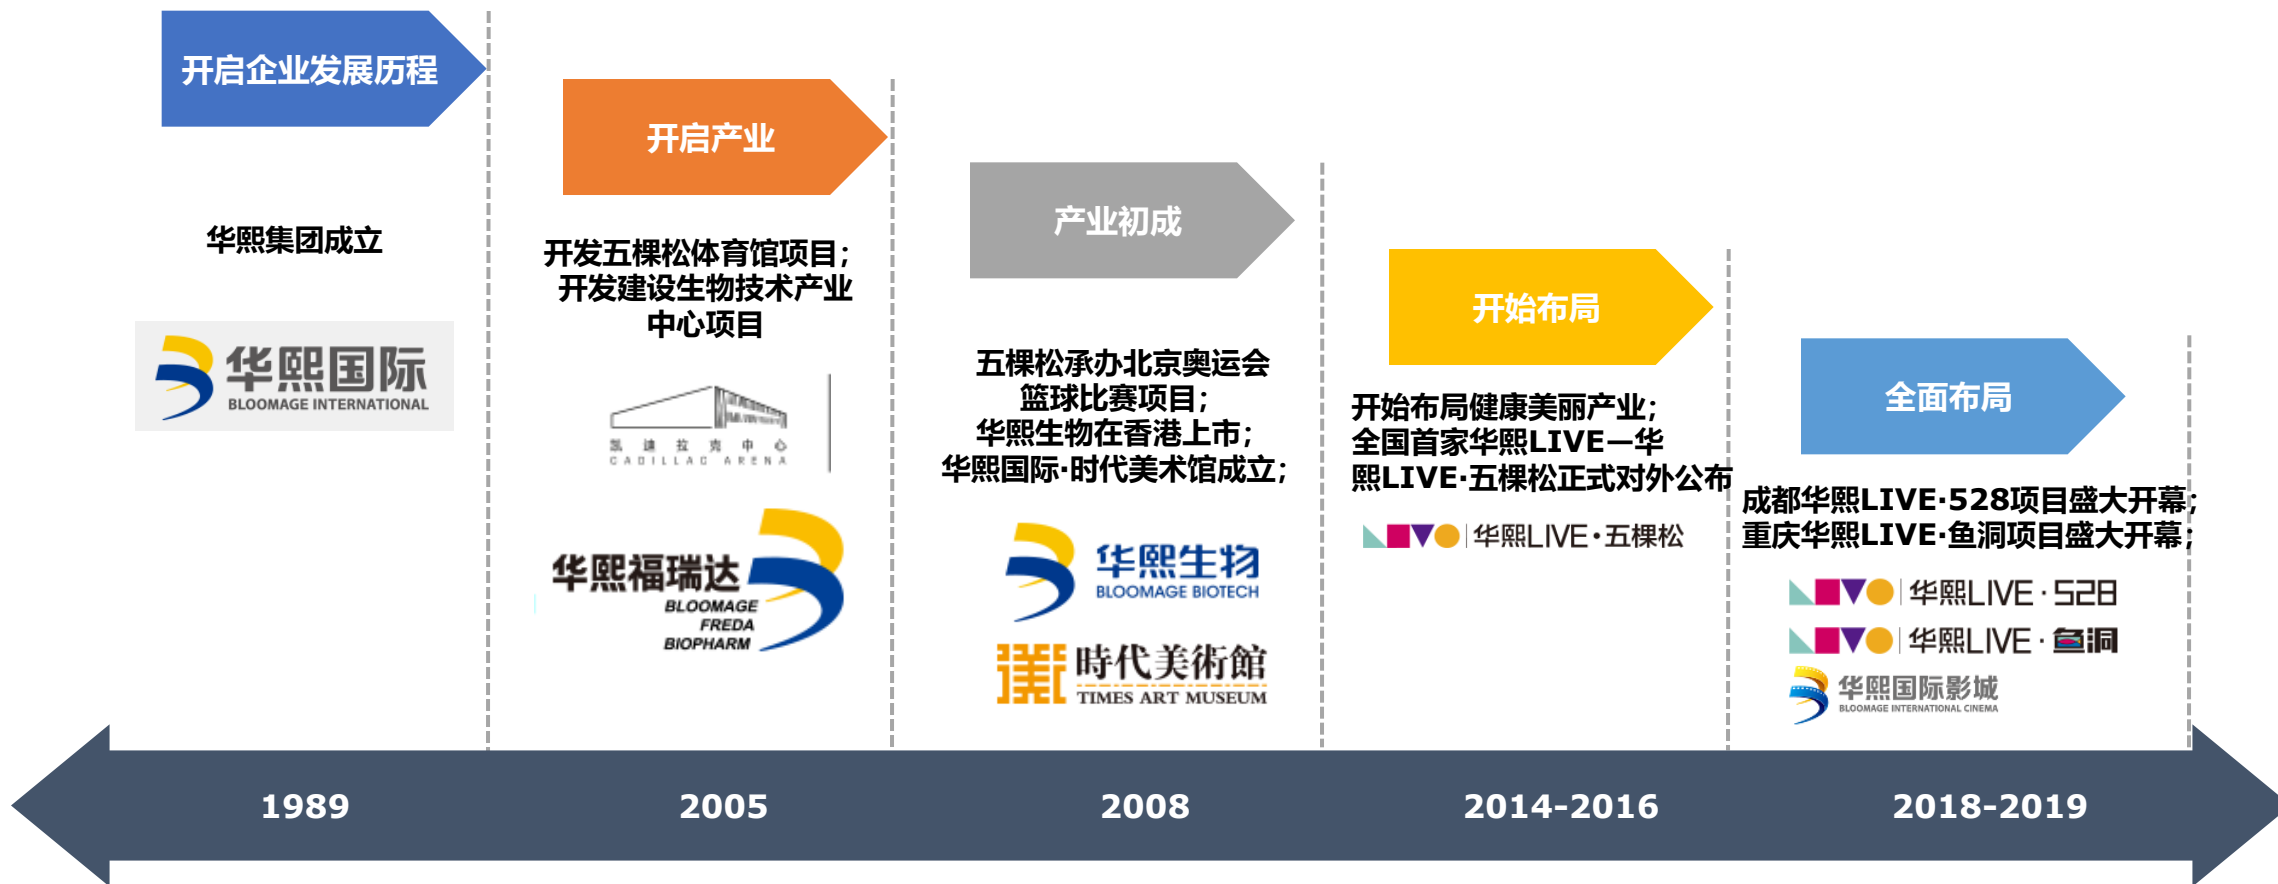 开启企业发展历程
华熙集团成立
华熙国际
BLOOMAGE INTERNATIONAL
开启产业
开发五棵松体育馆项目；
开发建设生物技术产业
中心项目
凯迪拉克中心
CADILLAC ARENA
华熙福瑞达
BLOOMAGE
FREDA
BIOPHARM
产业初成
五棵松承办北京奥运会
篮球比赛项目；
华熙生物在香港上市；
华熙国际·时代美术馆成立；
华熙生物
BLOOMAGE BIOTECH
時代美術館
TIMES ART MUSEUM
开始布局
开始布局健康美丽产业；
全国首家华熙LIVE—华
熙LIVE·五棵松正式对外公布
华熙LIVE·五棵松
全面布局
成都华熙LIVE·528项目盛大开幕；
重庆华熙LIVE·鱼洞项目盛大开幕；
华熙LIVE·528
华熙LIVE·鱼洞
华熙国际影城
BLOOMAGE INTERNATIONAL CINEMA
1989
2005
2008
2014-2016
2018-2019